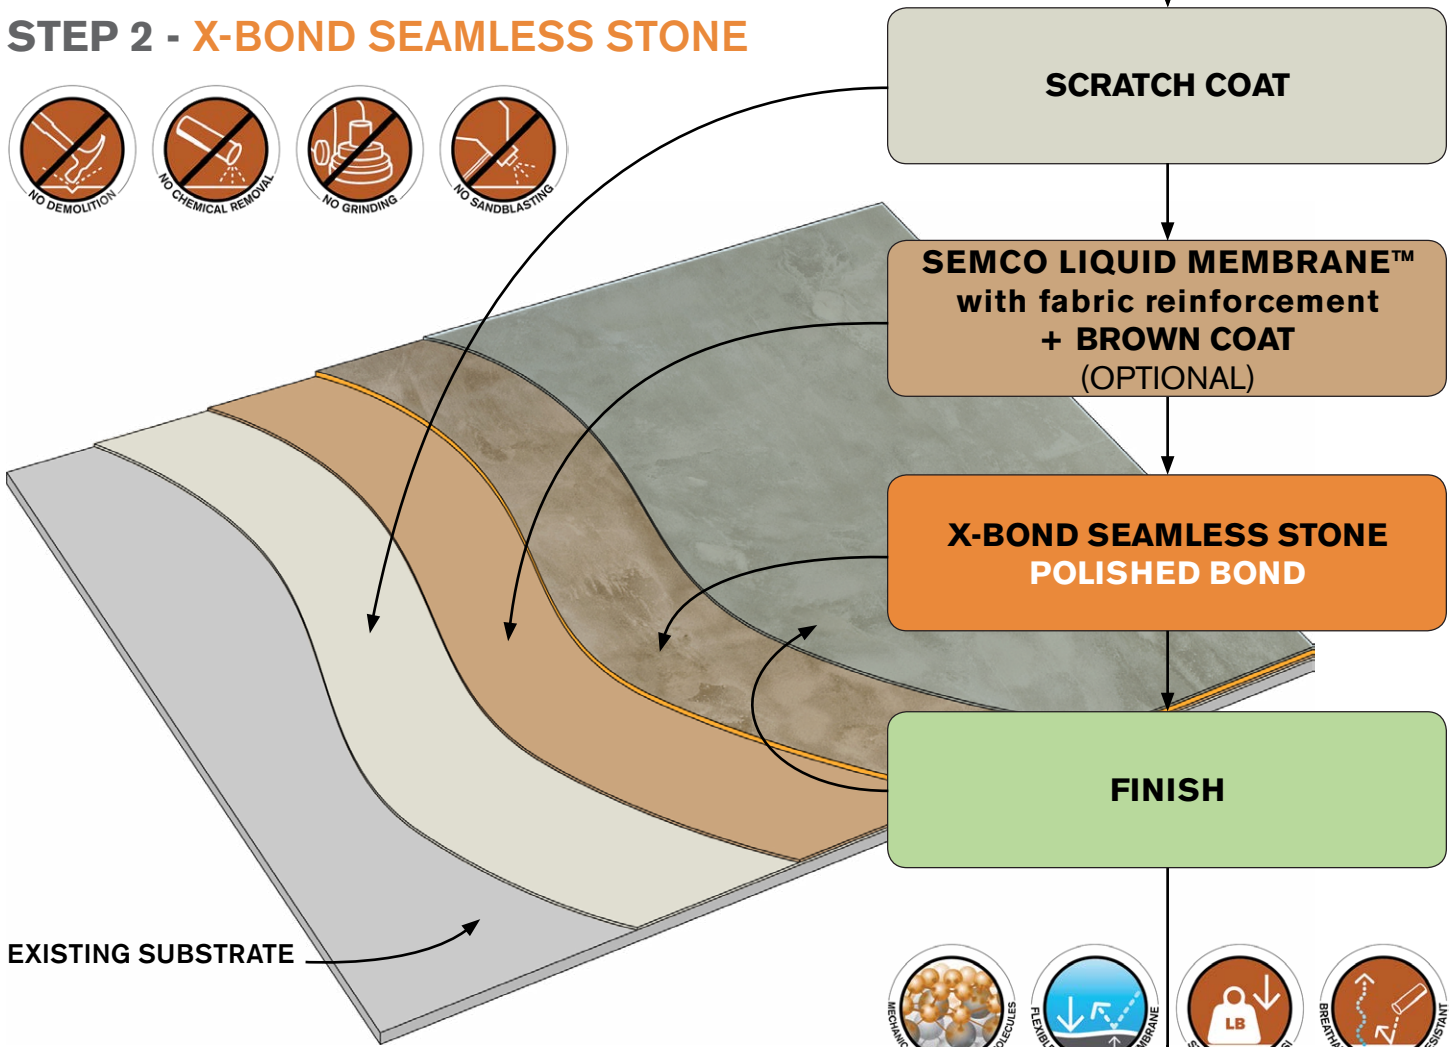 STEP 2 - X-BOND SEAMLESS STONE
NO DEMOLITION
NO CHEMICAL REMOVAL
NO GRINDING
NO SANDBLASTING
SCRATCH COAT
SEMCO LIQUID MEMBRANE™
with fabric reinforcement
+ BROWN COAT
(OPTIONAL)
X-BOND SEAMLESS STONE
POLISHED BOND
FINISH
EXISTING SUBSTRATE
FLEXIBLE
LB